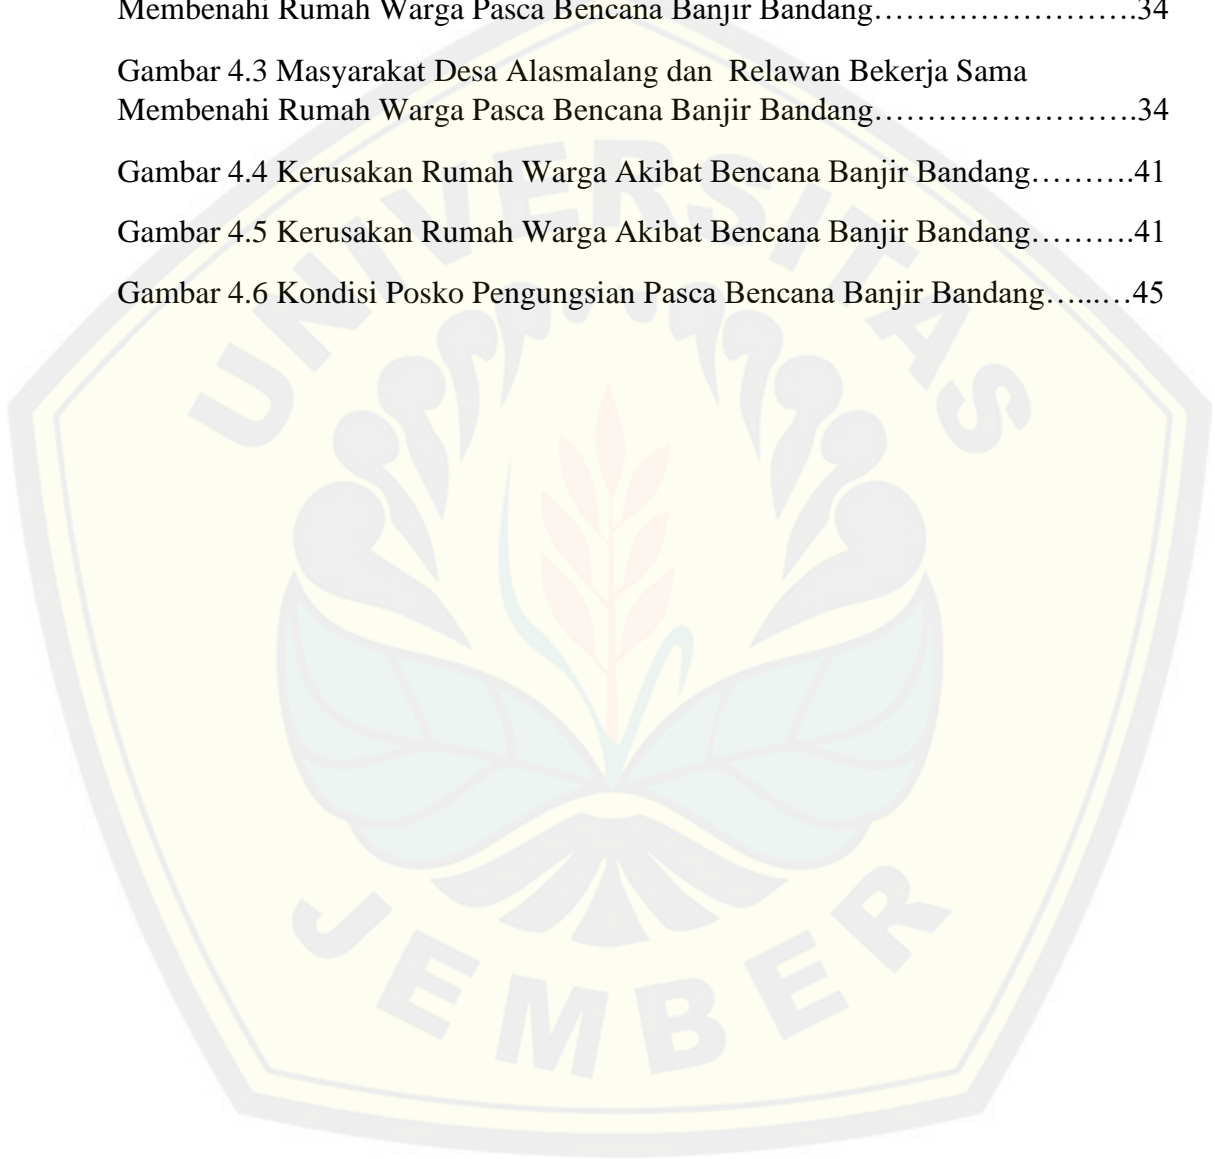 Membenahi Rumah Warga Pasca Bencana Banjir Bandang…………………….34
Gambar 4.3 Masyarakat Desa Alasmalang dan  Relawan Bekerja Sama
Membenahi Rumah Warga Pasca Bencana Banjir Bandang…………………….34
Gambar 4.4 Kerusakan Rumah Warga Akibat Bencana Banjir Bandang……….41
Gambar 4.5 Kerusakan Rumah Warga Akibat Bencana Banjir Bandang……….41
Gambar 4.6 Kondisi Posko Pengungsian Pasca Bencana Banjir Bandang…...…45
UNIVERSITAS
JEMBER